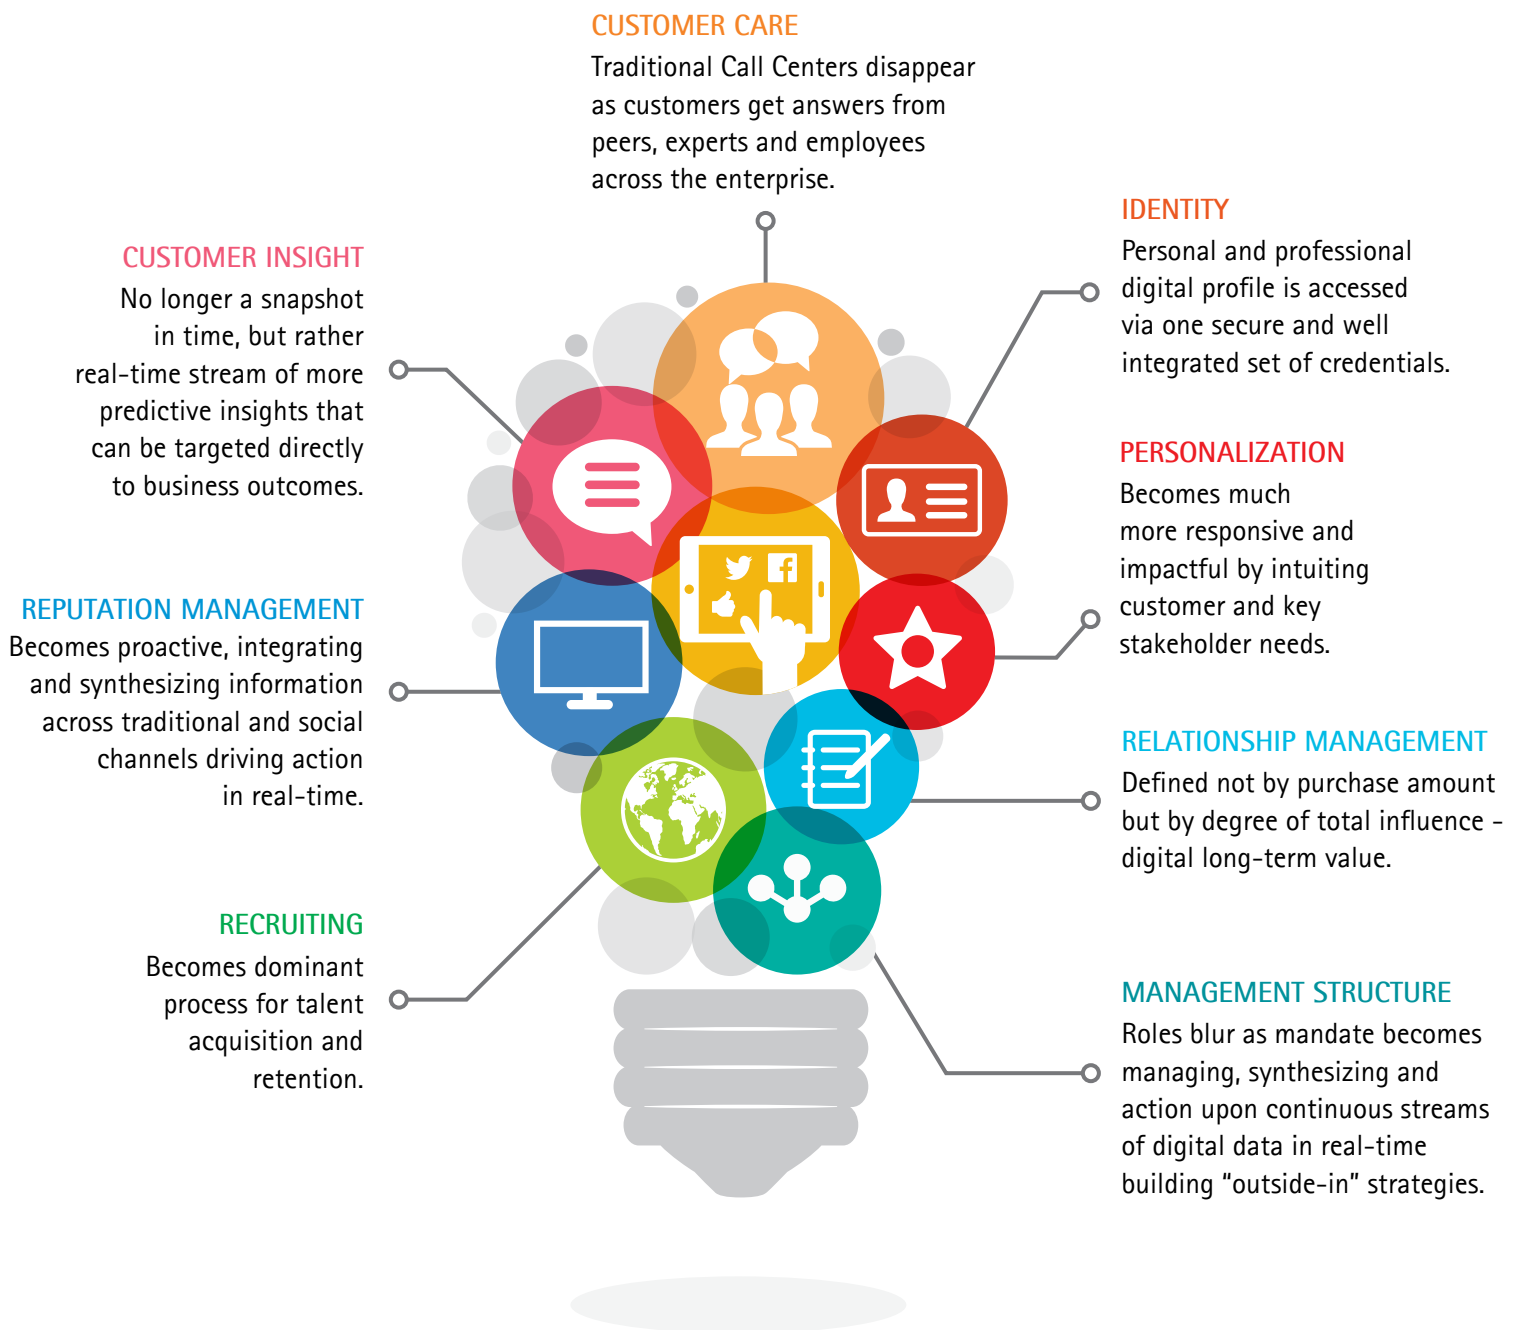 CUSTOMER CARE
Traditional Call Centers disappear
as customers get answers from
peers, experts and employees
across the enterprise.
CUSTOMER INSIGHT
No longer a snapshot
in time, but rather
real-time stream of more
predictive insights that
can be targeted directly
to business outcomes.
REPUTATION MANAGEMENT
Becomes proactive, integrating
and synthesizing information
across traditional and social
channels driving action
in real-time.
RECRUITING
Becomes dominant
process for talent
acquisition and
retention.
IDENTITY
Personal and professional
digital profile is accessed
via one secure and well
integrated set of credentials.
PERSONALIZATION
Becomes much
more responsive and
impactful by intuiting
customer and key
stakeholder needs.
RELATIONSHIP MANAGEMENT
Defined not by purchase amount
but by degree of total influence -
digital long-term value.
MANAGEMENT STRUCTURE
Roles blur as mandate becomes
managing, synthesizing and
action upon continuous streams
of digital data in real-time
building “outside-in” strategies.